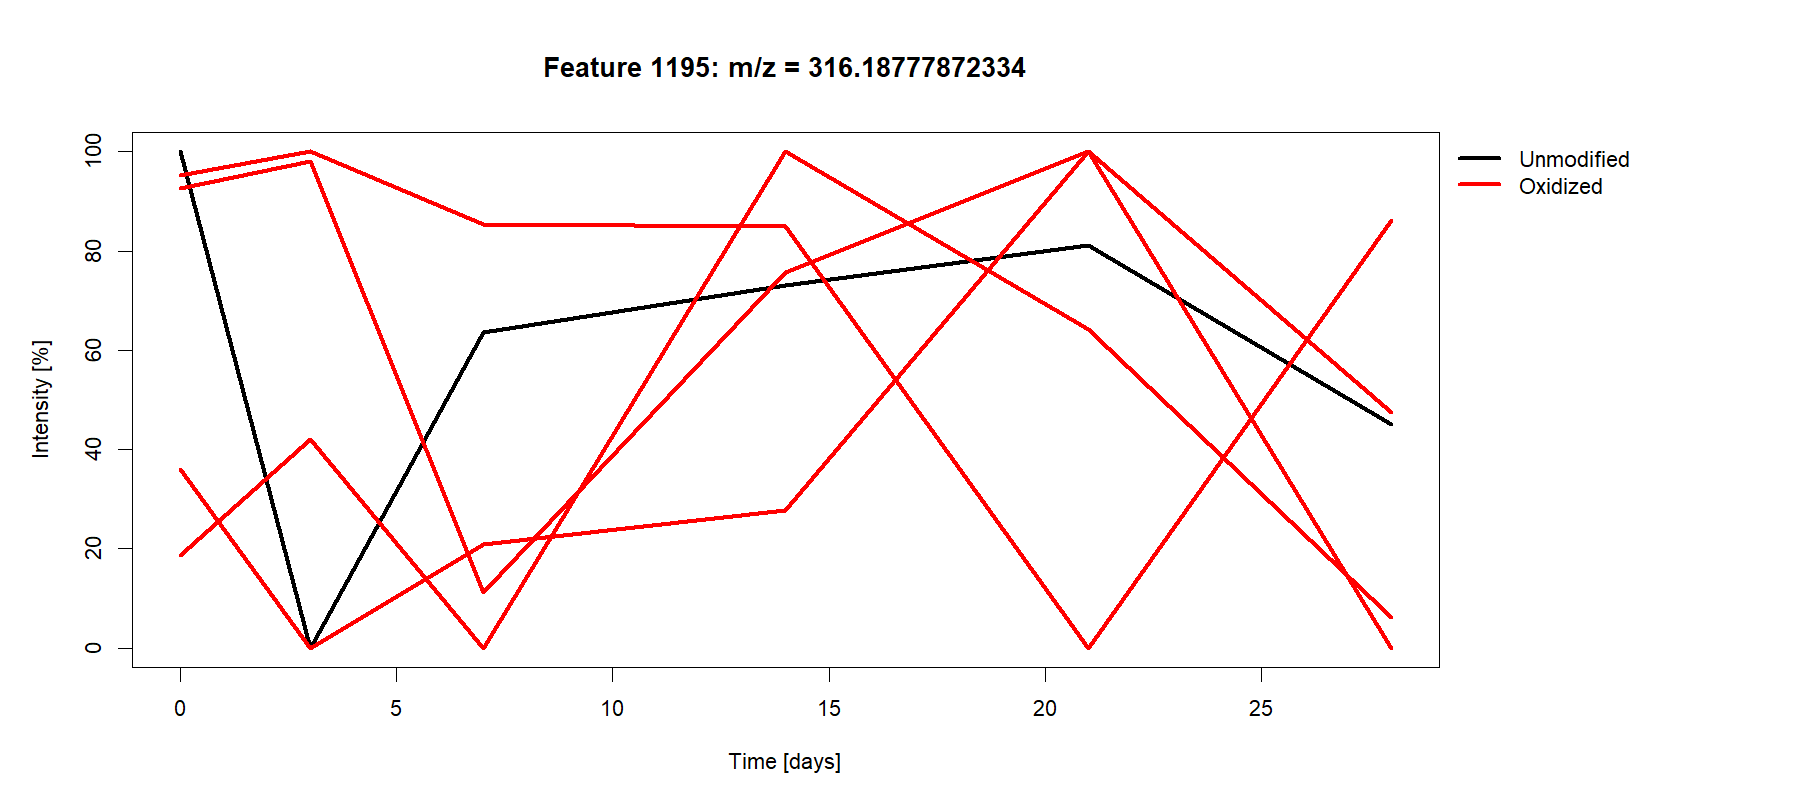 Feature 1195: m/z = 316.18777872334
Unmodified
Oxidized
100
80
60
40
20
0
Intensity [%]
0 5 10 15 20 25
Time [days]